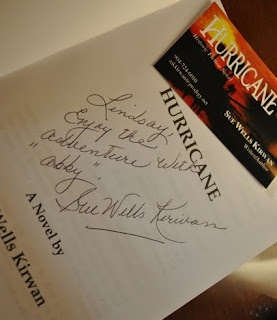 Lindsay,
Enjoy the
"adventure with
Abby."
Sue Wells Kirwan
HURRICANE
A Novel by
Wells Kirwan
HURRICANE
SUE WELLS KIRWAN